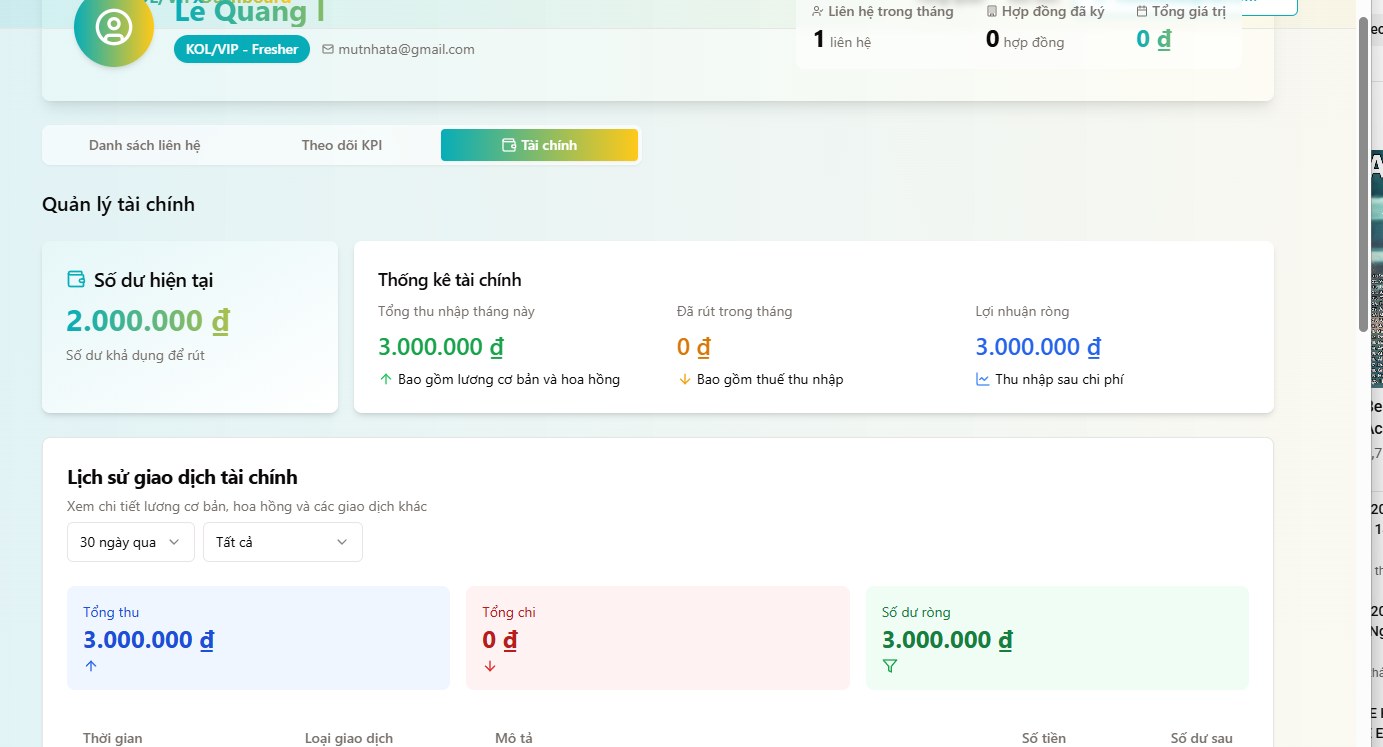 Lê Quang T
KOL/VIP - Fresher
mutnhata@gmail.com
Liên hệ trong tháng
1 liên hệ
Hợp đồng đã ký
0 hợp đồng
Tổng giá trị
0 ₫
Danh sách liên hệ
Theo dõi KPI
Tài chính
Quản lý tài chính
Số dư hiện tại
2.000.000 ₫
Số dư khả dụng để rút
Thống kê tài chính
Tổng thu nhập tháng này
3.000.000 ₫
Bao gồm lương cơ bản và hoa hồng
Đã rút trong tháng
0 ₫
Bao gồm thuế thu nhập
Lợi nhuận ròng
3.000.000 ₫
Thu nhập sau chi phí
Lịch sử giao dịch tài chính
Xem chi tiết lương cơ bản, hoa hồng và các giao dịch khác
30 ngày qua
Tất cả
Tổng thu
3.000.000 ₫
Tổng chi
0 ₫
Số dư ròng
3.000.000 ₫
Thời gian
Loại giao dịch
Mô tả
Số tiền
Số dư sau